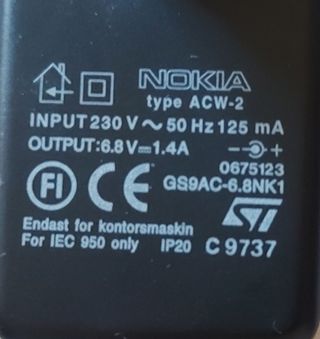 NOKIA
type ACW-2
INPUT 230 V ~ 50 Hz 125 mA
OUTPUT: 6.8 V⎓1.4A - +
0675123
FI CE GS9AC-6.8NK1
ST
Endast for kontorsmaskin
For IEC 950 only IP20 C 9737